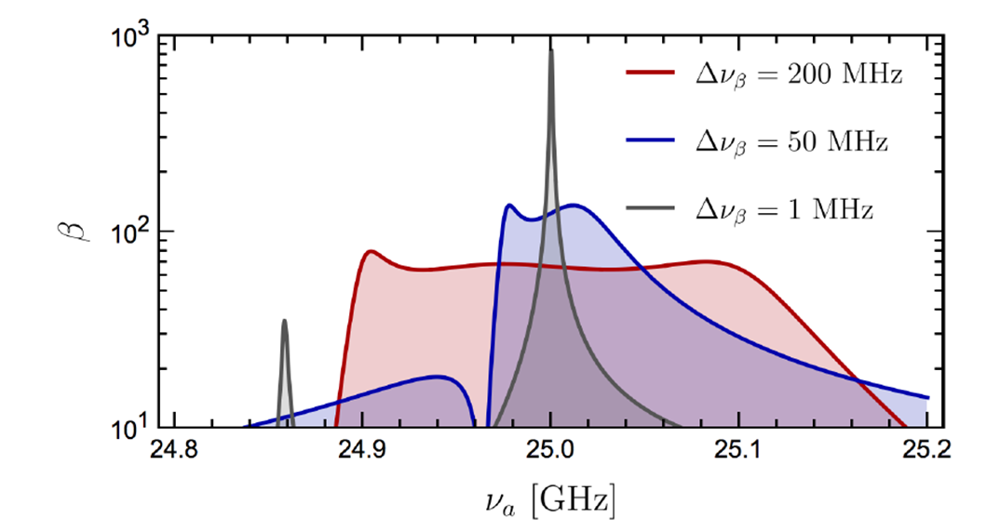 10³
Δν_β = 200 MHz
Δν_β = 50 MHz
Δν_β = 1 MHz
β
10²
10¹
24.8 24.9 25.0 25.1 25.2
ν_a [GHz]